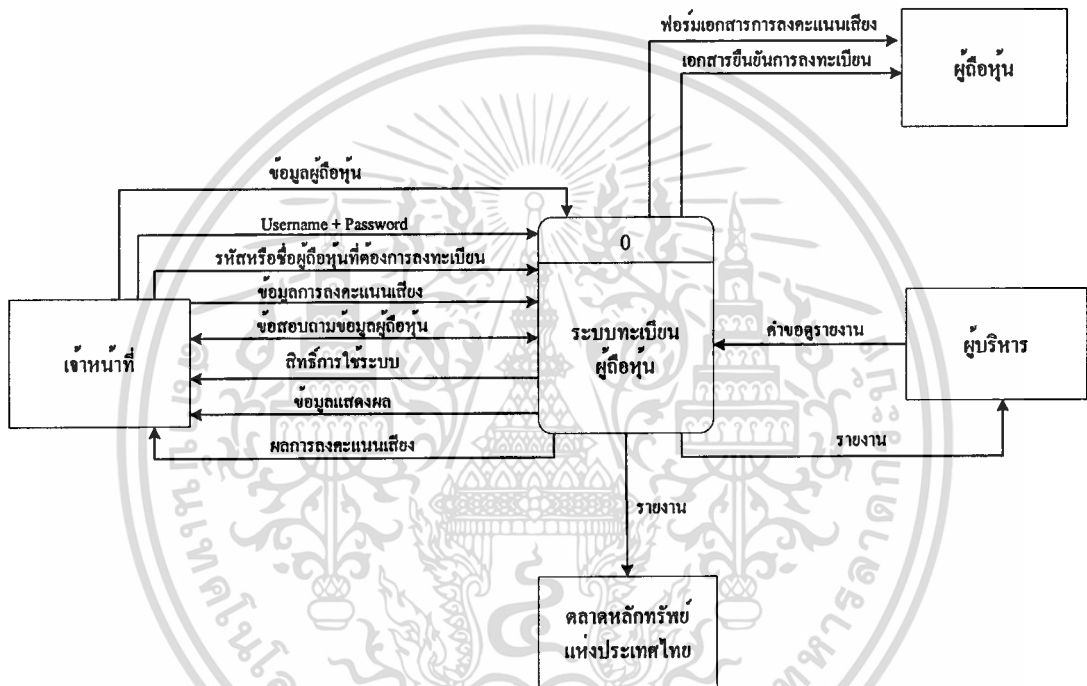 ฟอร์มเอกสารการลงคะแนนเสียง
เอกสารยืนยันการลงทะเบียน
ผู้ถือหุ้น
ข้อมูลผู้ถือหุ้น
Username + Password
รหัสหรือชื่อผู้ถือหุ้นที่ต้องการลงทะเบียน
ข้อมูลการลงคะแนนเสียง
ข้อสอบถามข้อมูลผู้ถือหุ้น
สิทธิ์การใช้ระบบ
ข้อมูลแสดงผล
ผลการลงคะแนนเสียง
เจ้าหน้าที่
0
ระบบทะเบียน
ผู้ถือหุ้น
คำขอดูรายงาน
ผู้บริหาร
รายงาน
รายงาน
ตลาดหลักทรัพย์
แห่งประเทศไทย